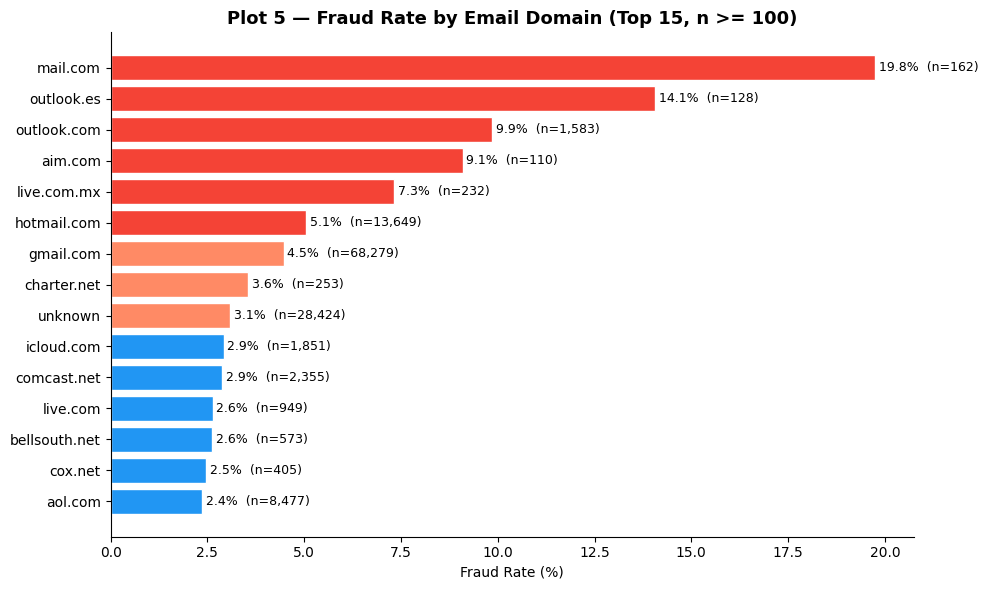 Plot 5 — Fraud Rate by Email Domain (Top 15, n >= 100)
mail.com 19.8% (n=162)
outlook.es 14.1% (n=128)
outlook.com 9.9% (n=1,583)
aim.com 9.1% (n=110)
live.com.mx 7.3% (n=232)
hotmail.com 5.1% (n=13,649)
gmail.com 4.5% (n=68,279)
charter.net 3.6% (n=253)
unknown 3.1% (n=28,424)
icloud.com 2.9% (n=1,851)
comcast.net 2.9% (n=2,355)
live.com 2.6% (n=949)
bellsouth.net 2.6% (n=573)
cox.net 2.5% (n=405)
aol.com 2.4% (n=8,477)
0.0 2.5 5.0 7.5 10.0 12.5 15.0 17.5 20.0
Fraud Rate (%)